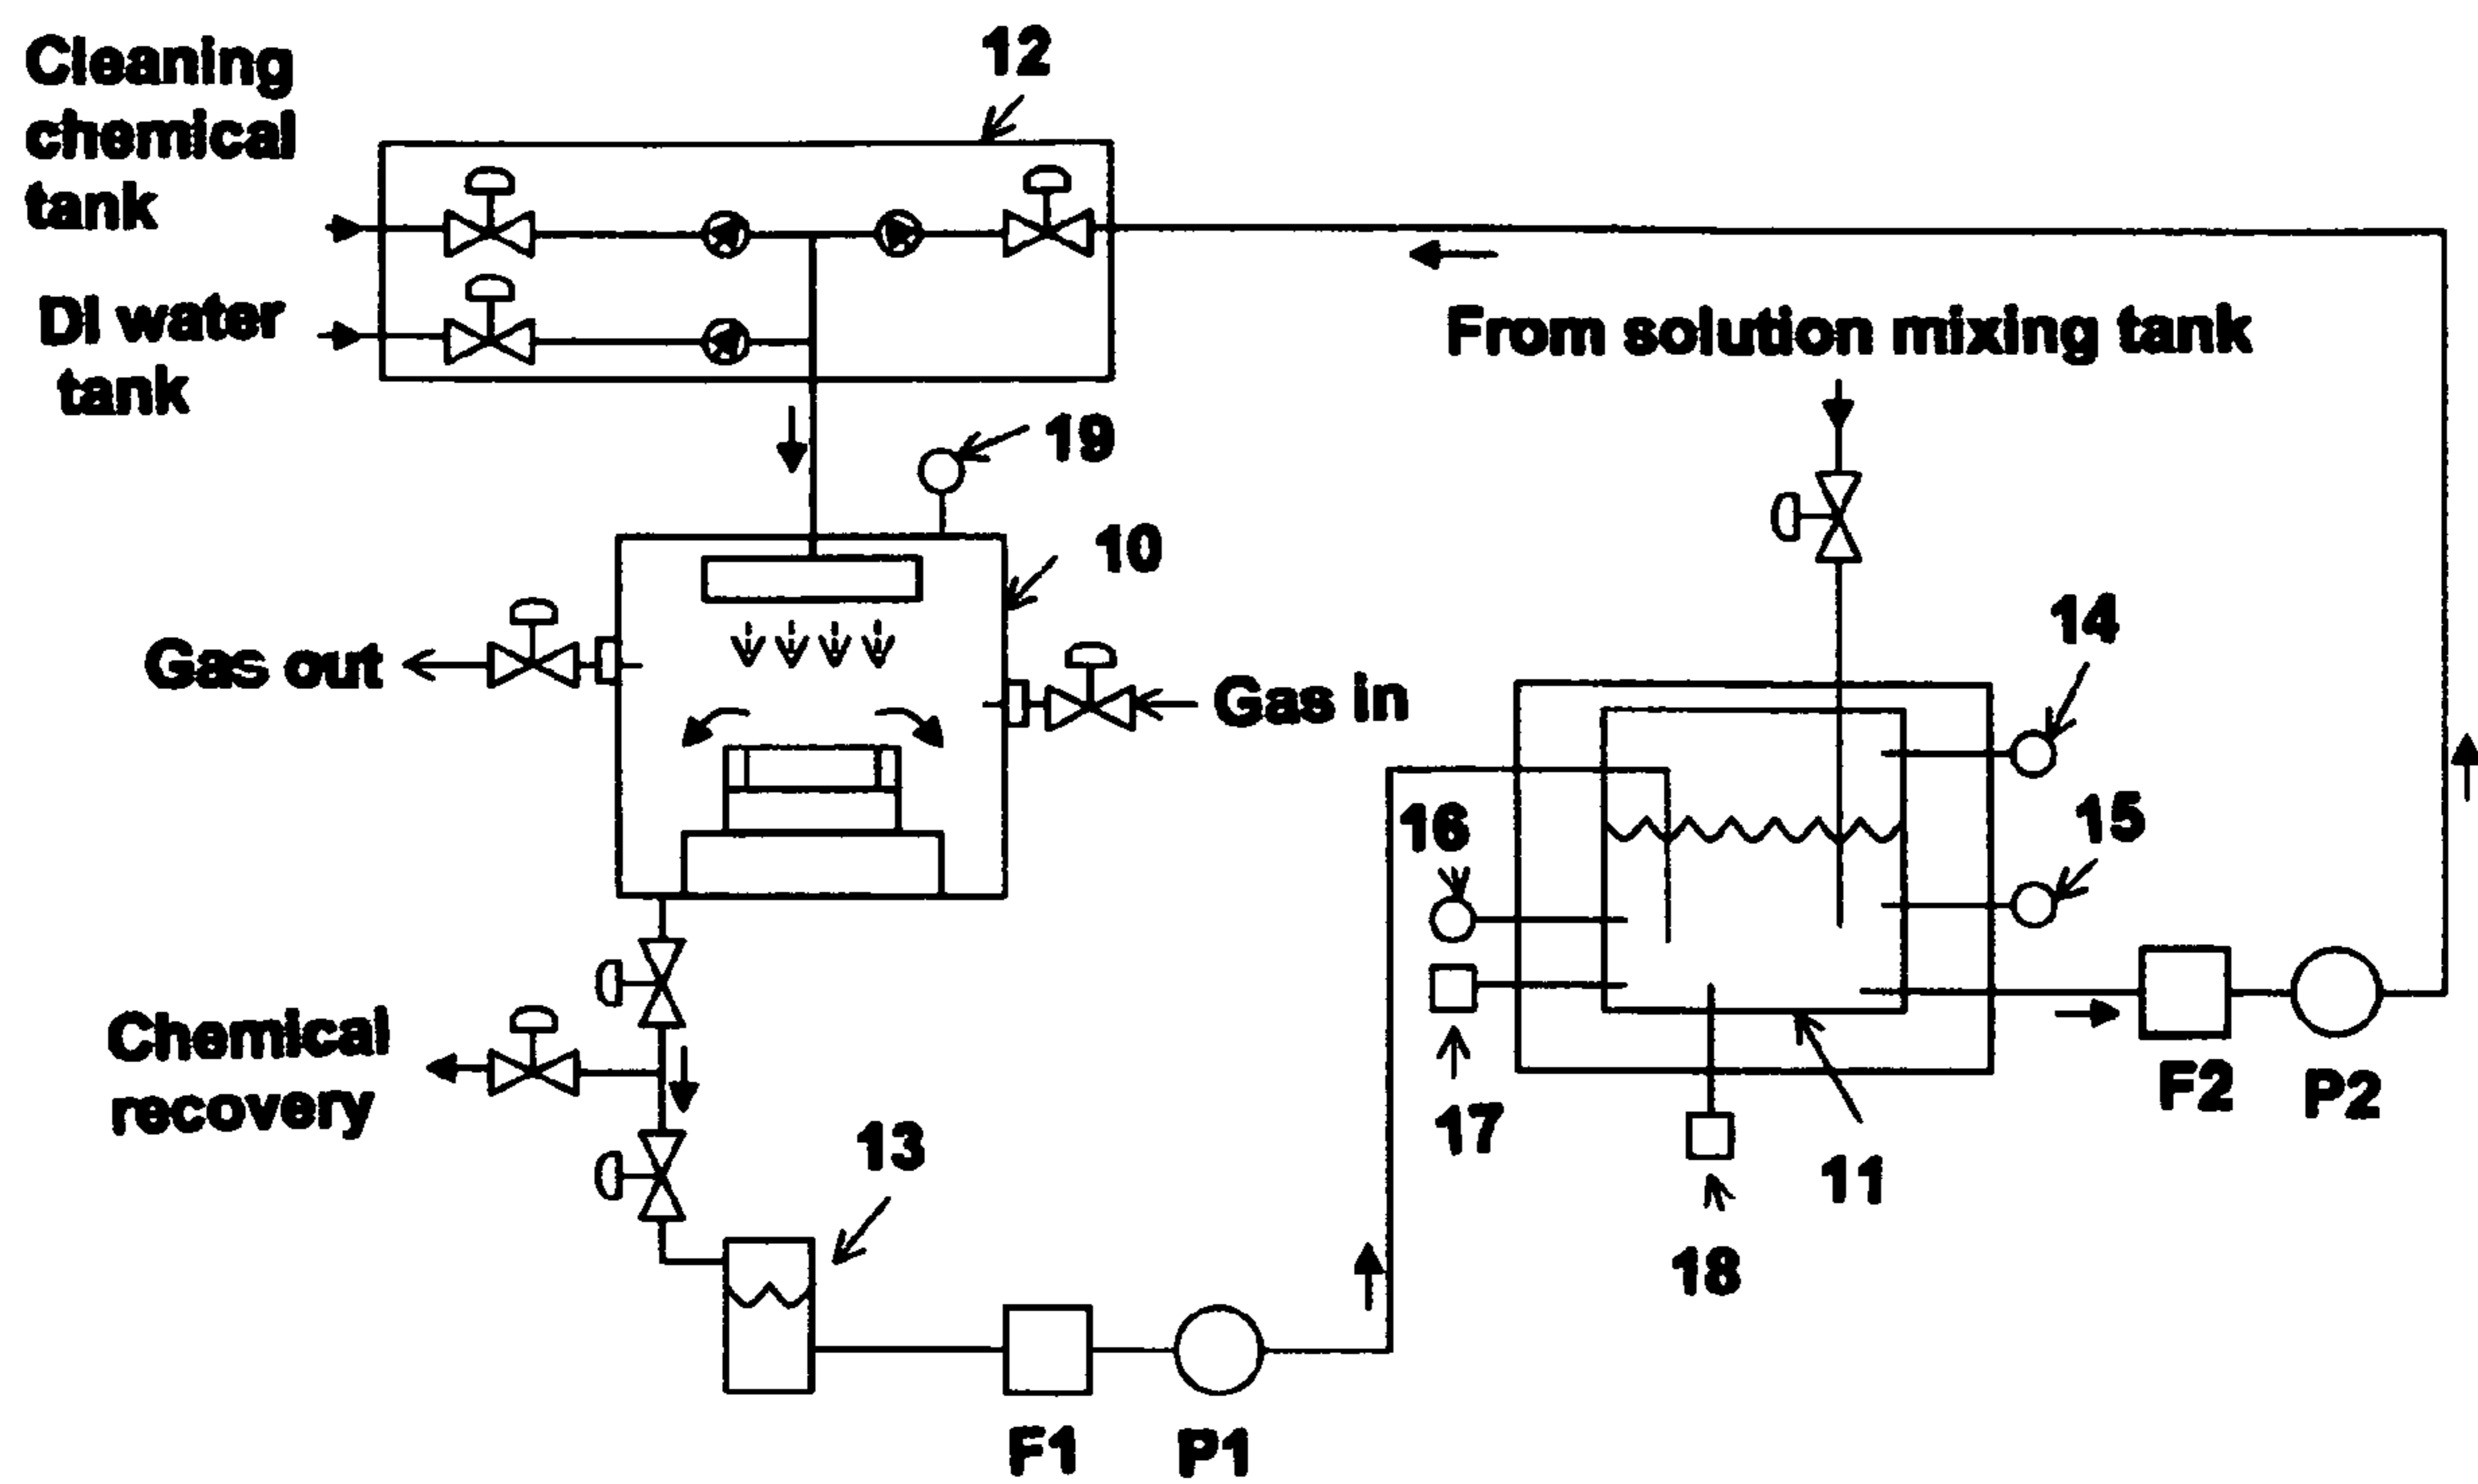 Cleaning
chemical
tank
12
DI water
tank
From solution mixing tank
19
10
14
Gas out
Gas in
15
16
Chemical
recovery
13
17
18
11
F2
P2
F1
P1